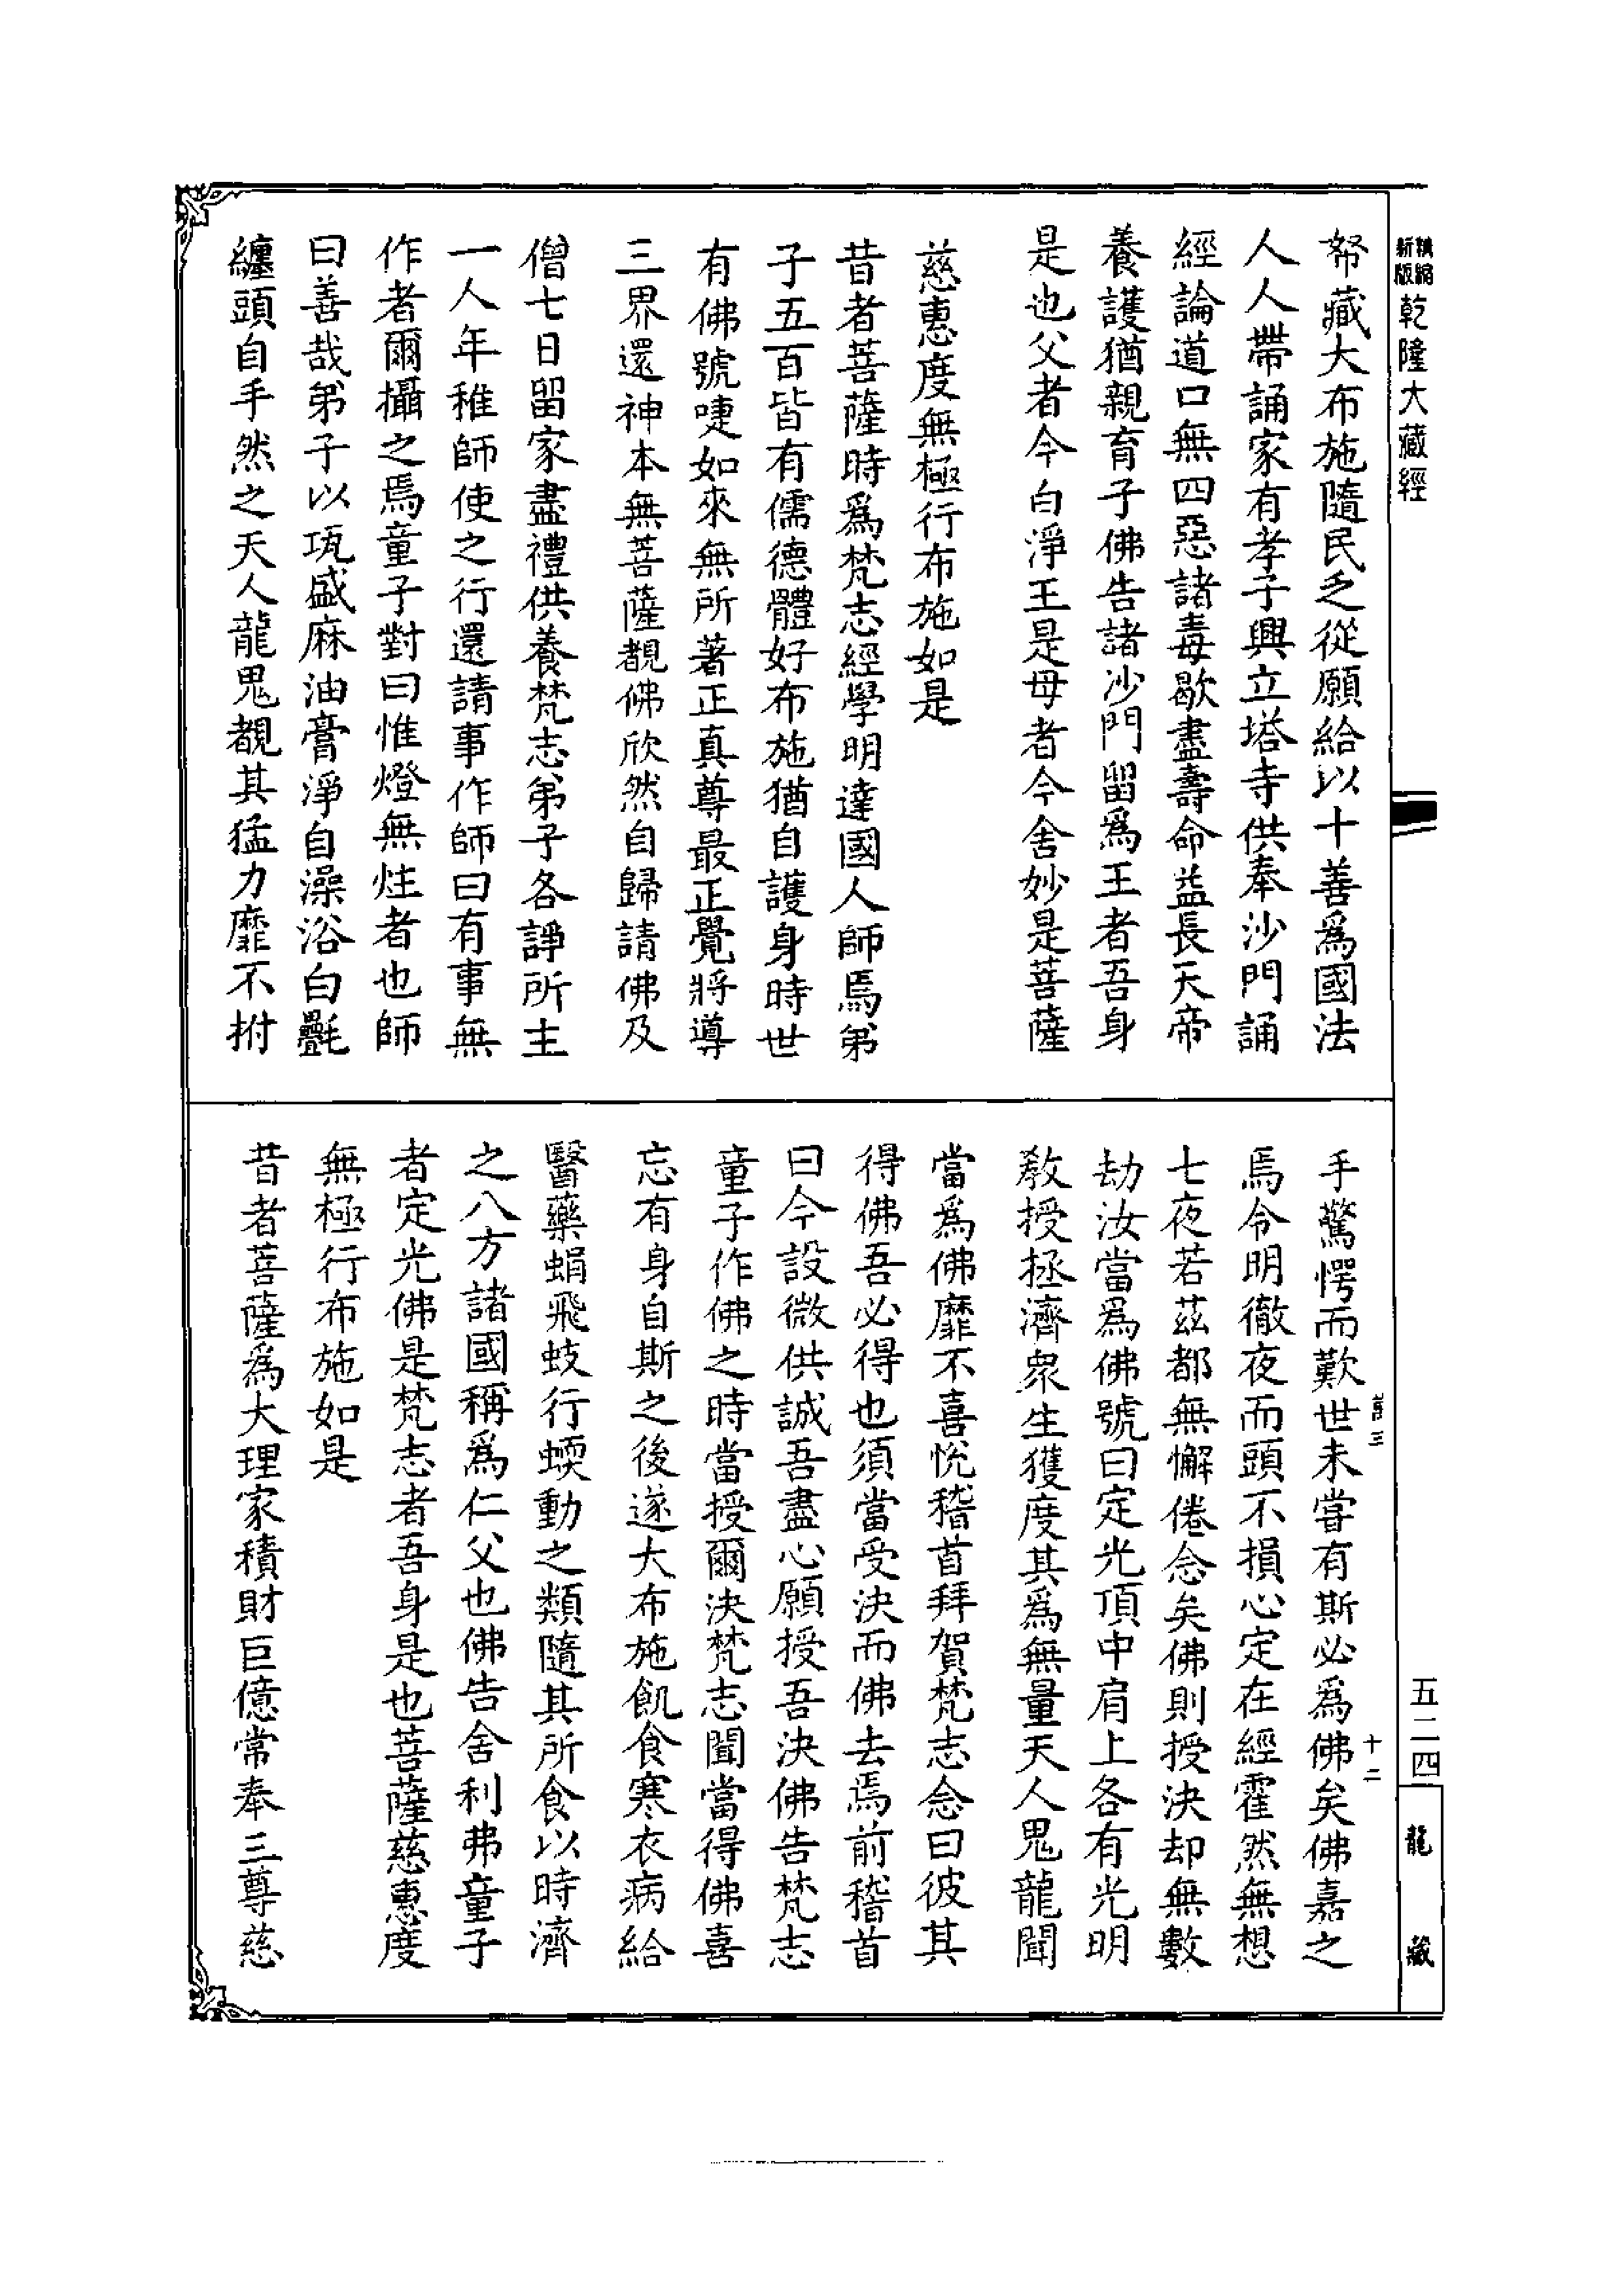 精縮新版乾隆大藏經
帑藏大布施隨民乏從願給以十善爲國法
人人帶誦家有孝子興立塔寺供奉沙門誦
經論道口無四惡諸毒歇盡壽命益長天帝
養護猶親育子佛告諸沙門留爲王者吾身
是也父者今白淨王是母者今舍妙是菩薩
慈惠度無極行布施如是
昔者菩薩時爲梵志經學明達國人師焉弟
子五百皆有儒德體好布施猶自護身時世
有佛號啑如來無所著正真尊最正覺將導
三界還神本無菩薩覩佛欣然自歸請佛及
僧七日留家盡禮供養梵志弟子各諍所主
一人年稚師使之行還請事作師曰有事無
作者爾攝之焉童子對曰惟燈無炷者也師
曰善哉弟子以瓨盛麻油膏淨自澡浴白㲲
纏頭自手然之天人龍鬼覩其猛力靡不拊
手驚愕而歎世未甞有斯必爲佛矣佛嘉之
焉令明徹夜而頭不損心定在經霍然無想
七夜若茲都無懈倦念矣佛則授決却無數
劫汝當爲佛號曰定光頂中肩上各有光明
教授拯濟衆生獲度其爲無量天人鬼龍聞
當爲佛靡不喜悅稽首拜賀梵志念曰彼其
得佛吾必得也須當受決而佛去焉前稽首
曰今設微供誠吾盡心願授吾決佛告梵志
童子作佛之時當授爾決梵志聞當得佛喜
忘有身自斯之後遂大布施飢食寒衣病給
醫藥蜎飛蚑行蝡動之類隨其所食以時濟
之八方諸國稱爲仁父也佛告舍利弗童子
者定光佛是梵志者吾身是也菩薩慈惠度
無極行布施如是
昔者菩薩爲大理家積財巨億常奉三尊慈
萬三
十二
五二四
龍藏